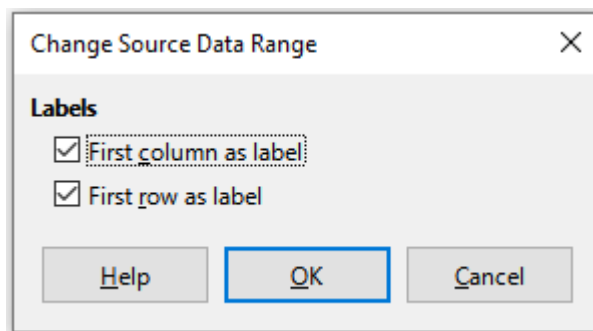 Change Source Data Range
Labels
First column as label
First row as label
Help OK Cancel